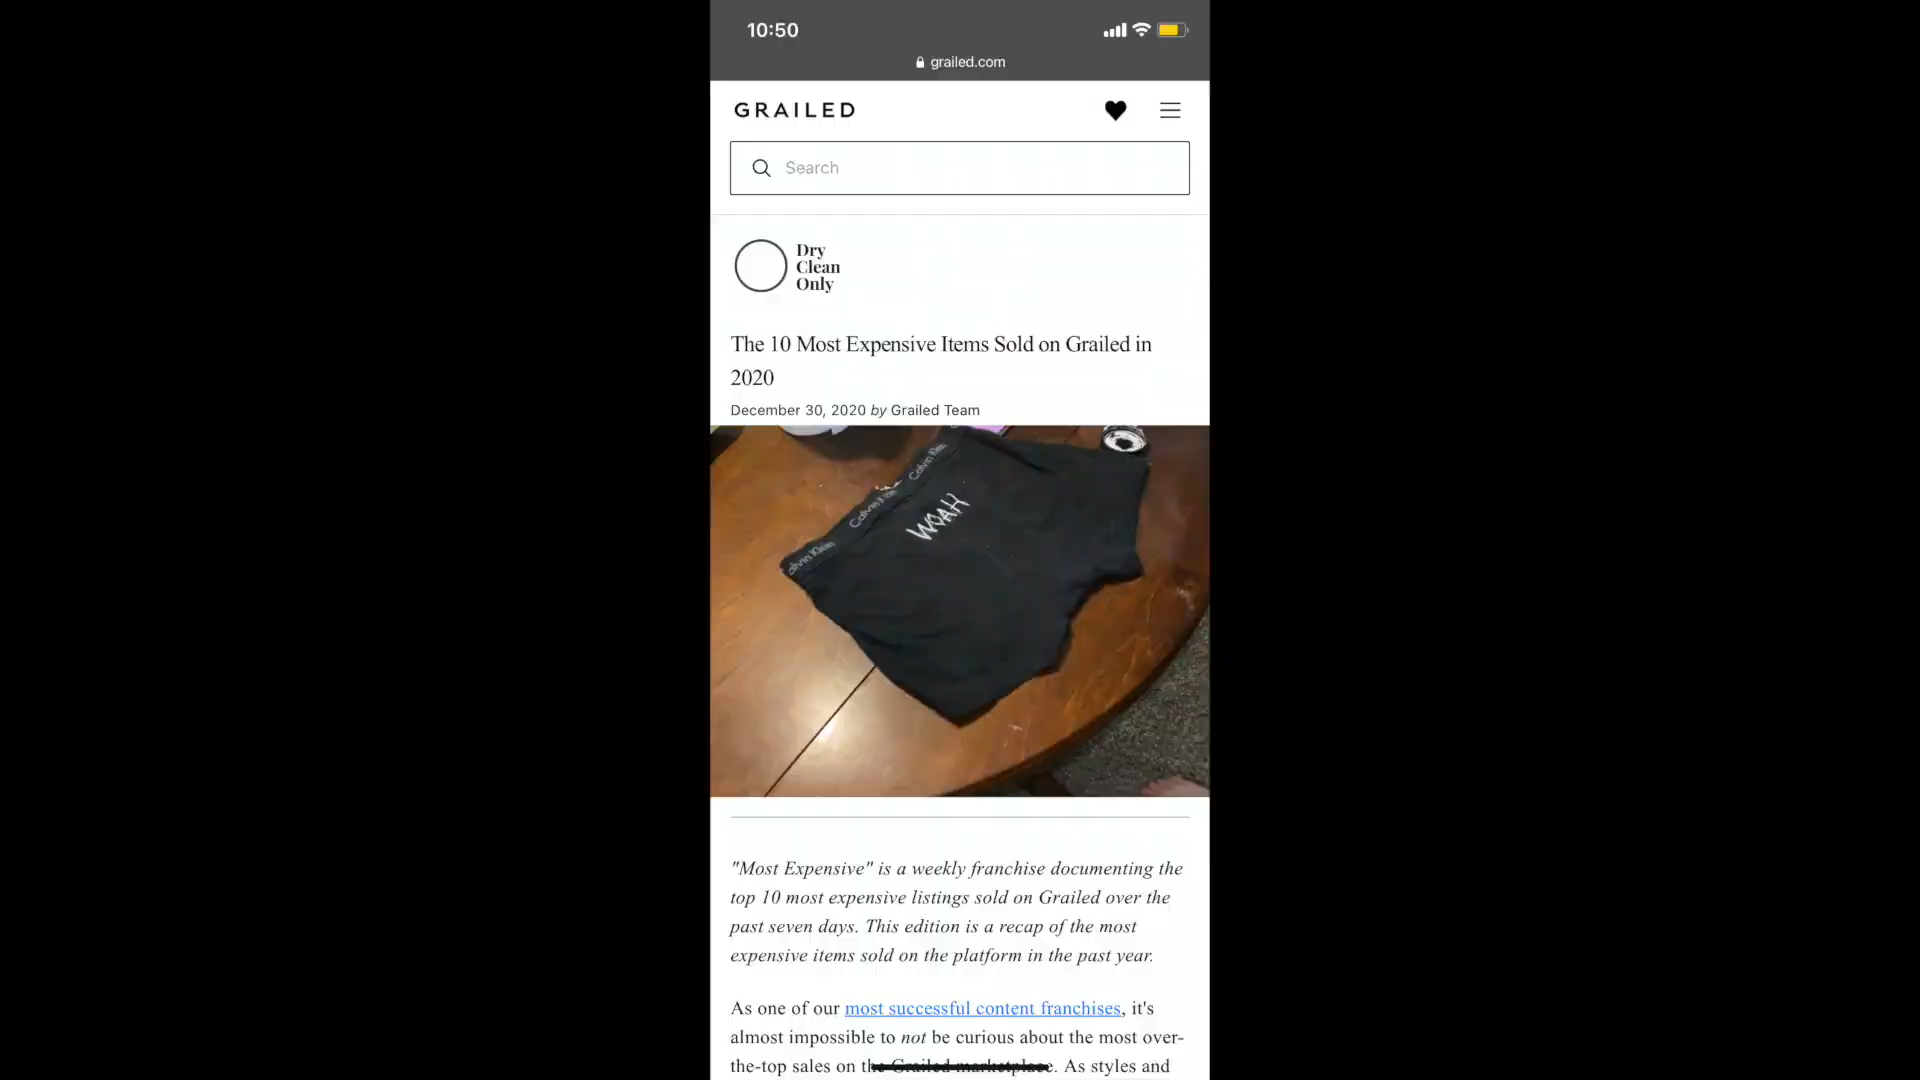 10:50
grailed.com
GRAILED
Search
Dry
Clean
Only
The 10 Most Expensive Items Sold on Grailed in
2020
December 30, 2020 by Grailed Team
Calvin Klein
Calvin Klein
alvin Klein
WOAH
"Most Expensive" is a weekly franchise documenting the
top 10 most expensive listings sold on Grailed over the
past seven days. This edition is a recap of the most
expensive items sold on the platform in the past year.
As one of our most successful content franchises, it's
almost impossible to not be curious about the most over-
the-top sales on the Grailed marketplace. As styles and